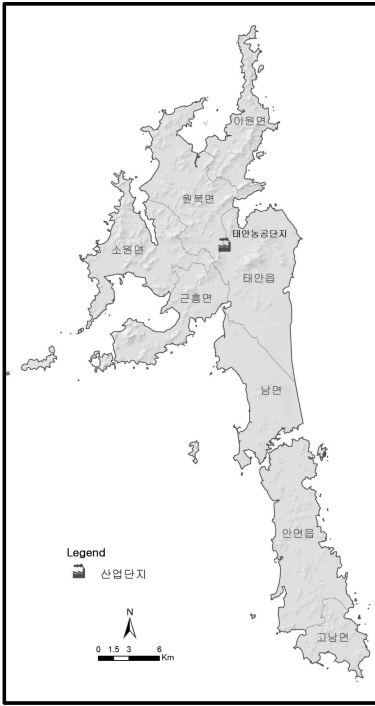 이원면
원북면
태안농공단지
소원면
태안읍
근흥면
남면
안면읍
고남면
Legend
산업단지
N
0 1.5 3 6
Km